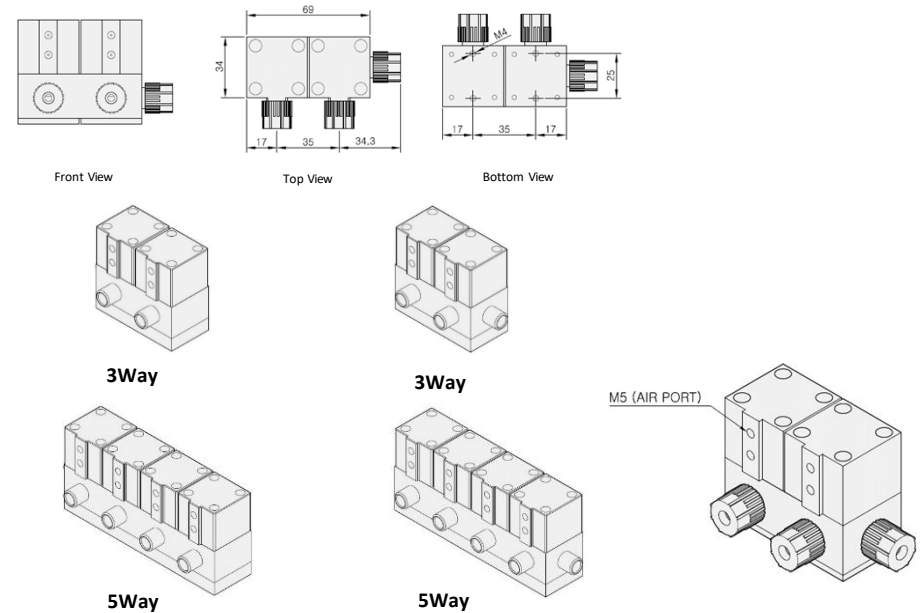 69
34
17
35
34,3
M4
25
17
35
17
Front View
Top View
Bottom View
3Way
3Way
M5 (AIR PORT)
5Way
5Way